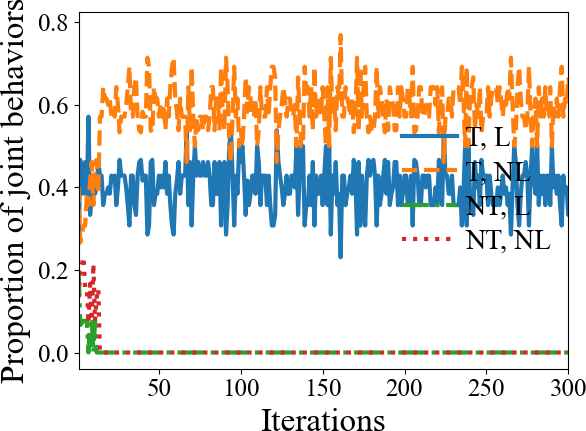 Proportion of joint behaviors
0.8
0.6
0.4
0.2
0.0
T, L
T, NL
NT, L
NT, NL
50
100
150
200
250
300
Iterations